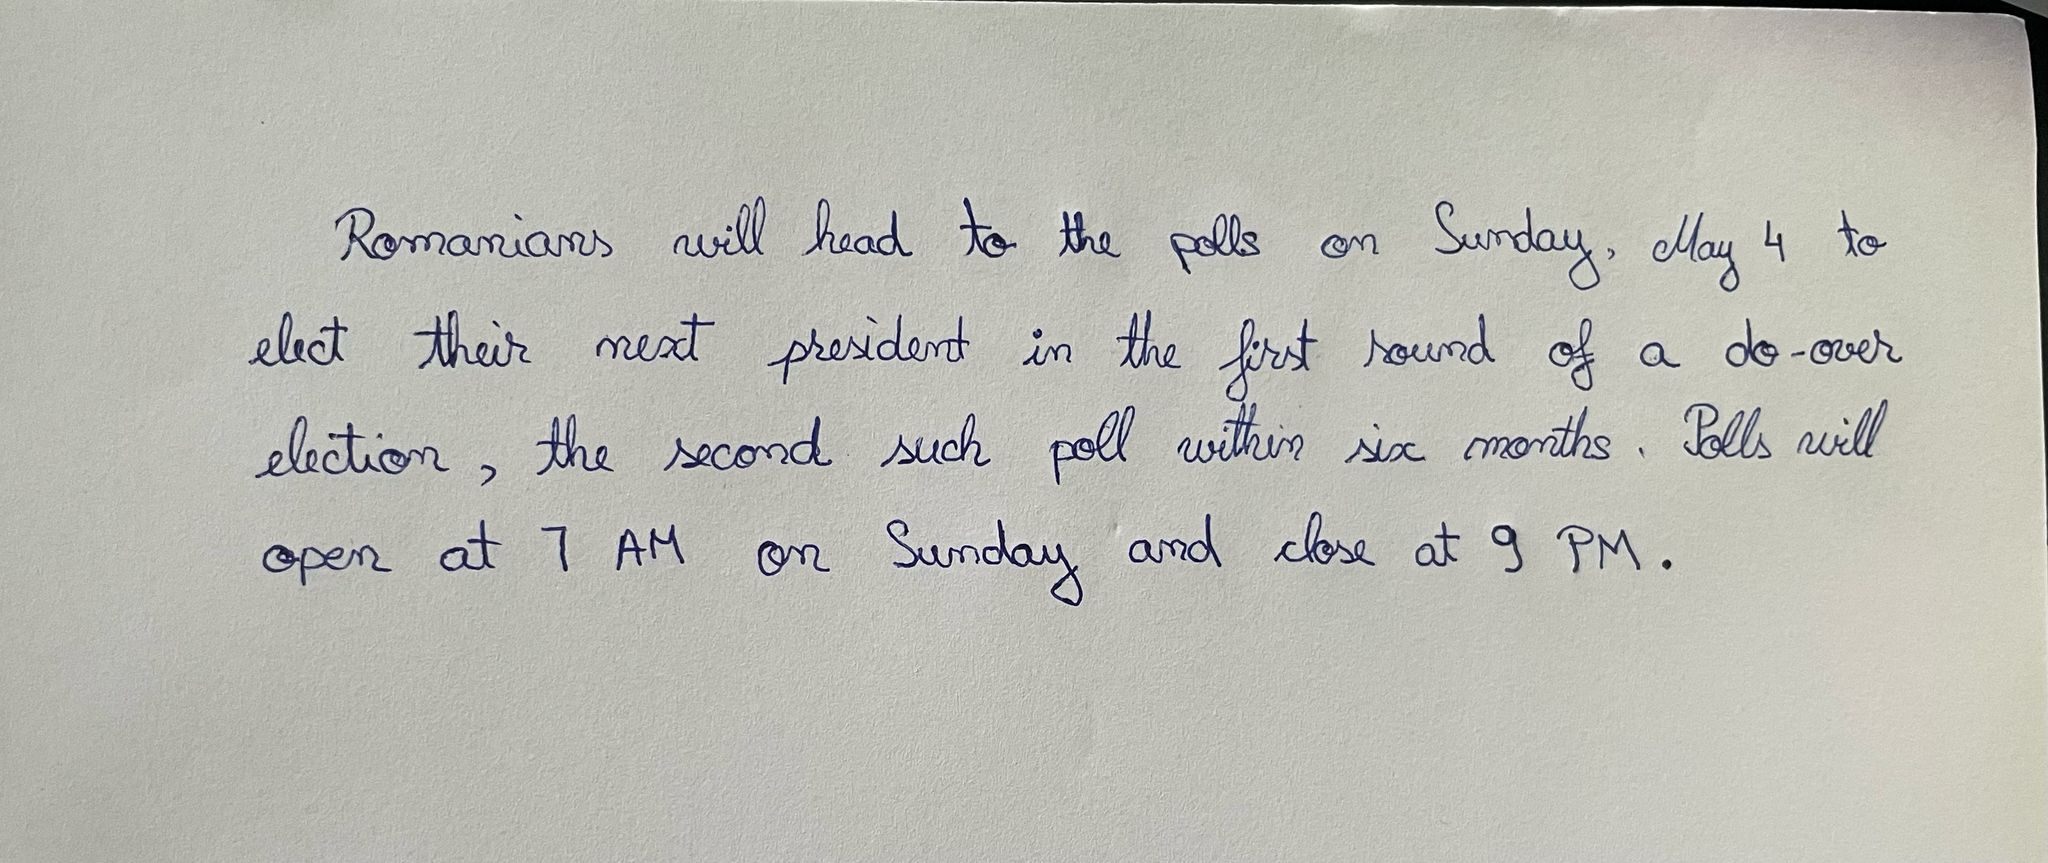 Romanians will head to the polls on Sunday, May 4 to
elect their next president in the first round of a do-over
election, the second such poll within six months. Polls will
open at 7 AM on Sunday and close at 9 PM.